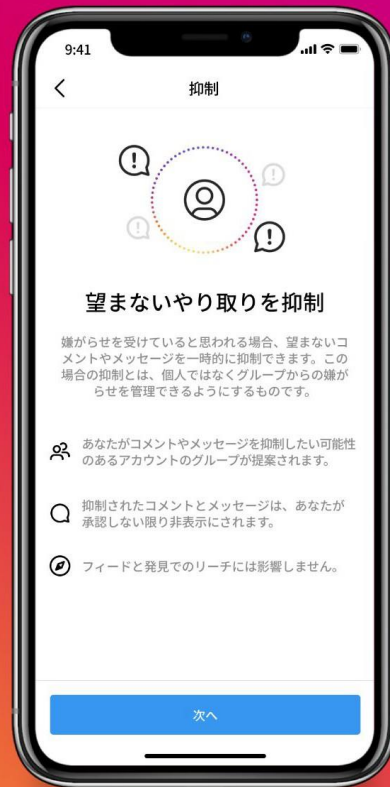 9:41
抑制
望まないやり取りを抑制
嫌がらせを受けていると思われる場合、望まないコ
メントやメッセージを一時的に抑制できます。この
場合の抑制とは、個人ではなくグループからの嫌が
らせを管理できるようにするものです。
あなたがコメントやメッセージを抑制したい可能性
のあるアカウントのグループが提案されます。
抑制されたコメントとメッセージは、あなたが
承認しない限り非表示にされます。
フィードと発見でのリーチには影響しません。
次へ